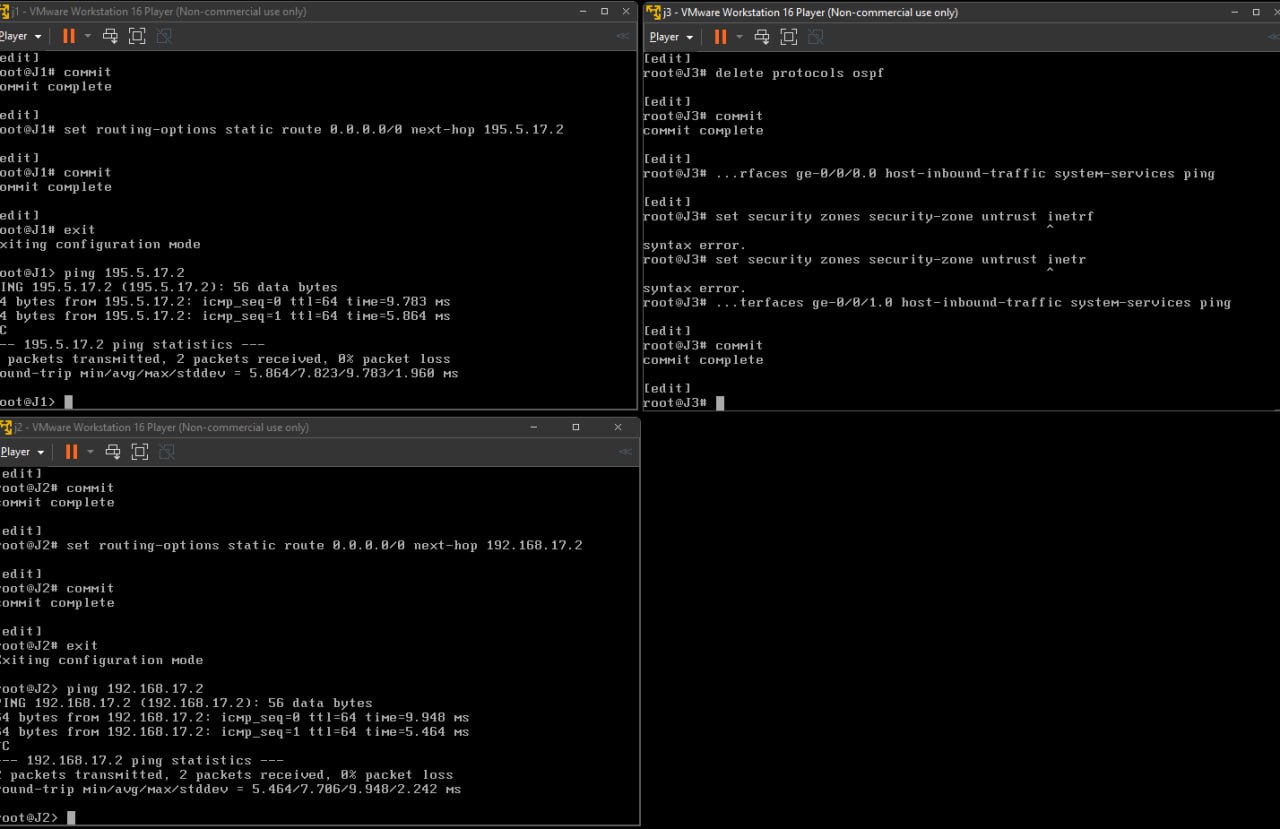 j1 - VMware Workstation 16 Player (Non-commercial use only)
Player
edit]
root@J1# commit
ommit complete
edit]
oot@J1# set routing-options static route 0.0.0.0/0 next-hop 195.5.17.2
edit]
oot@J1# commit
ommit complete
edit]
oot@J1# exit
xiting configuration mode
oot@J1> ping 195.5.17.2
ING 195.5.17.2 (195.5.17.2): 56 data bytes
4 bytes from 195.5.17.2: icmp_seq=0 ttl=64 time=9.783 ms
4 bytes from 195.5.17.2: icmp_seq=1 ttl=64 time=5.864 ms
C
-- 195.5.17.2 ping statistics ---
packets transmitted, 2 packets received, 0% packet loss
ound-trip min/avg/max/stddev = 5.864/7.823/9.783/1.960 ms
oot@J1>
j3 - VMware Workstation 16 Player (Non-commercial use only)
Player
[edit]
root@J3# delete protocols ospf
[edit]
root@J3# commit
commit complete
[edit]
root@J3# ...rfaces ge-0/0/0.0 host-inbound-traffic system-services ping
[edit]
root@J3# set security zones security-zone untrust inetrf
^
syntax error.
root@J3# set security zones security-zone untrust inetr
^
syntax error.
root@J3# ...terfaces ge-0/0/1.0 host-inbound-traffic system-services ping
[edit]
root@J3# commit
commit complete
[edit]
root@J3#
j2 - VMware Workstation 16 Player (Non-commercial use only)
Player
edit]
root@J2# commit
commit complete
edit]
root@J2# set routing-options static route 0.0.0.0/0 next-hop 192.168.17.2
edit]
root@J2# commit
commit complete
edit]
root@J2# exit
Exiting configuration mode
root@J2> ping 192.168.17.2
PING 192.168.17.2 (192.168.17.2): 56 data bytes
64 bytes from 192.168.17.2: icmp_seq=0 ttl=64 time=9.948 ms
64 bytes from 192.168.17.2: icmp_seq=1 ttl=64 time=5.464 ms
^C
--- 192.168.17.2 ping statistics ---
2 packets transmitted, 2 packets received, 0% packet loss
round-trip min/avg/max/stddev = 5.464/7.706/9.948/2.242 ms
root@J2>